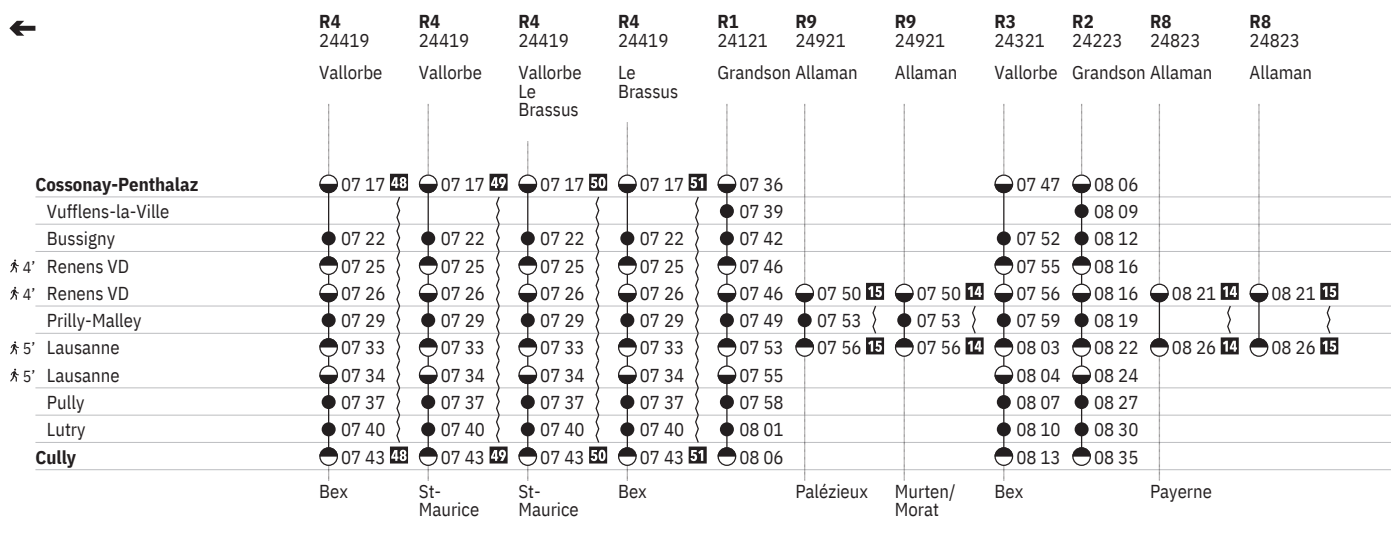 R4 R4 R4 R4 R1 R9 R9 R3 R2 R8 R8
24419 24419 24419 24419 24121 24921 24921 24321 24223 24823 24823
Vallorbe Vallorbe Vallorbe Le Grandson Allaman Allaman Vallorbe Grandson Allaman Allaman
Le Brassus
Brassus
Cossonay-Penthalaz 07 17 48 07 17 49 07 17 50 07 17 51 07 36 07 47 08 06
Vufflens-la-Ville 07 39 08 09
Bussigny 07 22 07 22 07 22 07 22 07 42 07 52 08 12
4’ Renens VD 07 25 07 25 07 25 07 25 07 46 07 55 08 16
4’ Renens VD 07 26 07 26 07 26 07 26 07 46 07 50 15 07 50 14 07 56 08 16 08 21 14 08 21 15
Prilly-Malley 07 29 07 29 07 29 07 29 07 49 07 53 07 53 07 59 08 19
5’ Lausanne 07 33 07 33 07 33 07 33 07 53 07 56 15 07 56 14 08 03 08 22 08 26 14 08 26 15
5’ Lausanne 07 34 07 34 07 34 07 34 07 55 08 04 08 24
Pully 07 37 07 37 07 37 07 37 07 58 08 07 08 27
Lutry 07 40 07 40 07 40 07 40 08 01 08 10 08 30
Cully 07 43 48 07 43 49 07 43 50 07 43 51 08 06 08 13 08 35
Bex St- St- Bex Palézieux Murten/ Bex Payerne
Maurice Maurice Morat